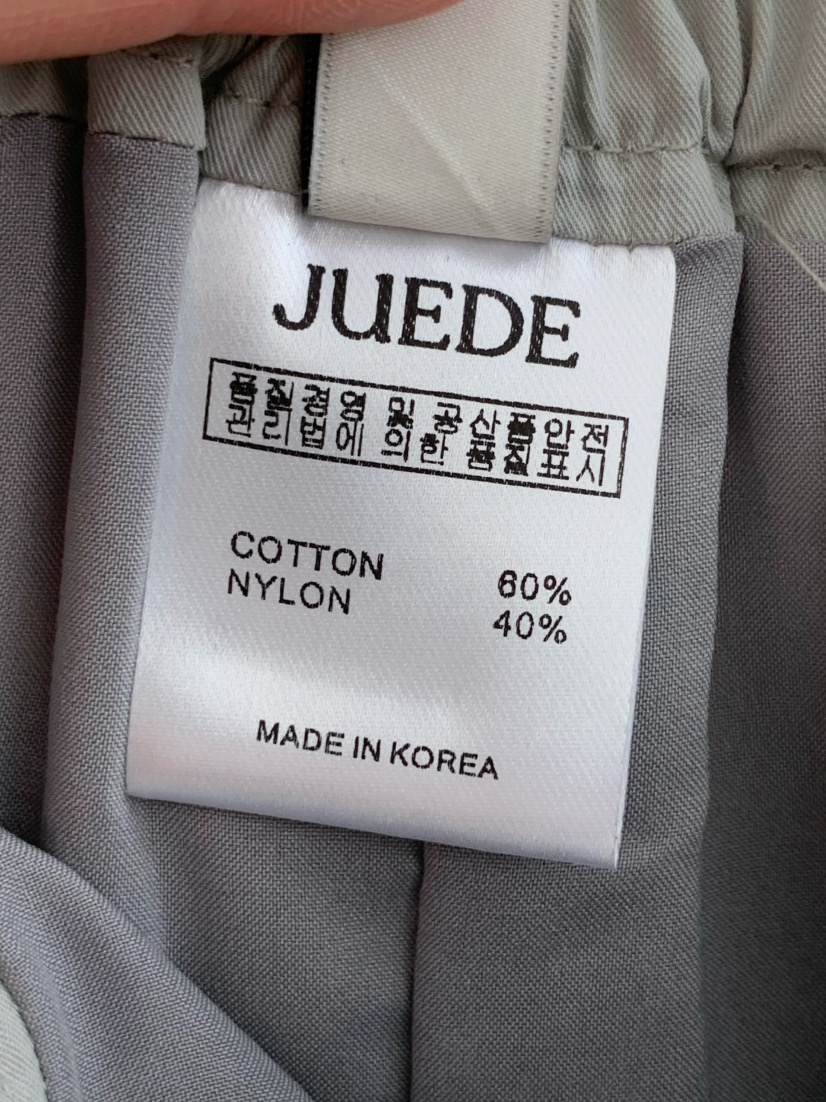 JUEDE
품질경영 및 공산품안전
관리법에 의한 품질표시
COTTON 60%
NYLON 40%
MADE IN KOREA